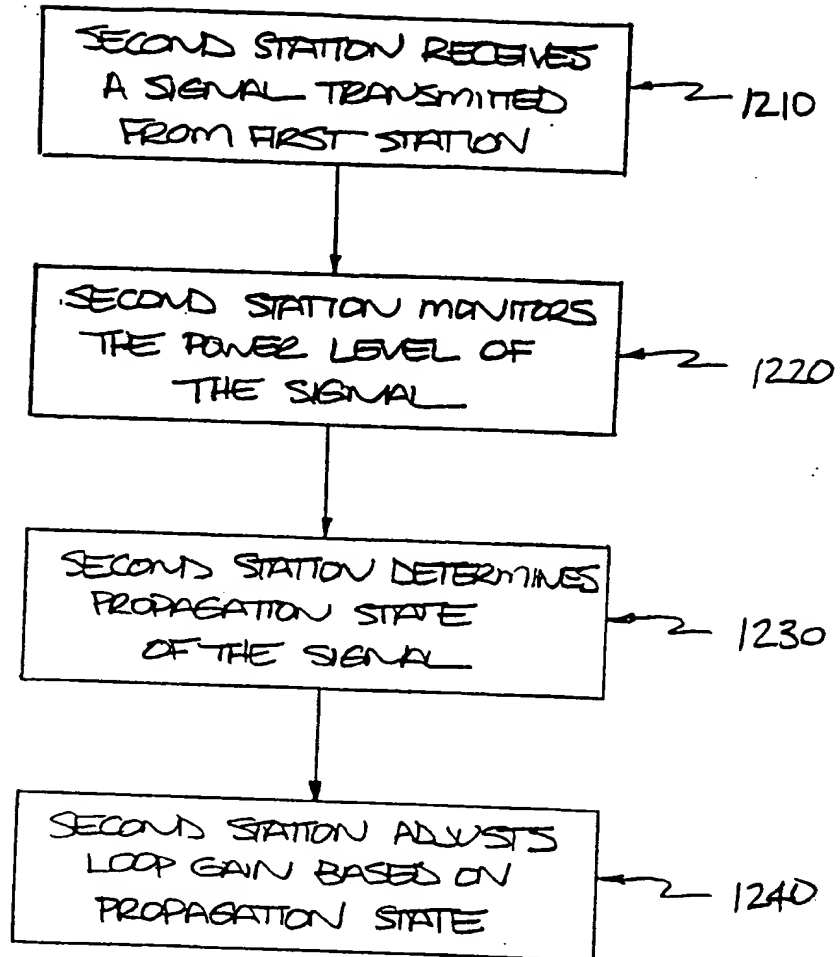 SECOND STATION RECEIVES
A SIGNAL TRANSMITTED
FROM FIRST STATION
1210
SECOND STATION MONITORS
THE POWER LEVEL OF
THE SIGNAL
1220
SECOND STATION DETERMINES
PROPAGATION STATE
OF THE SIGNAL
1230
SECOND STATION ADJUSTS
LOOP GAIN BASED ON
PROPAGATION STATE
1240